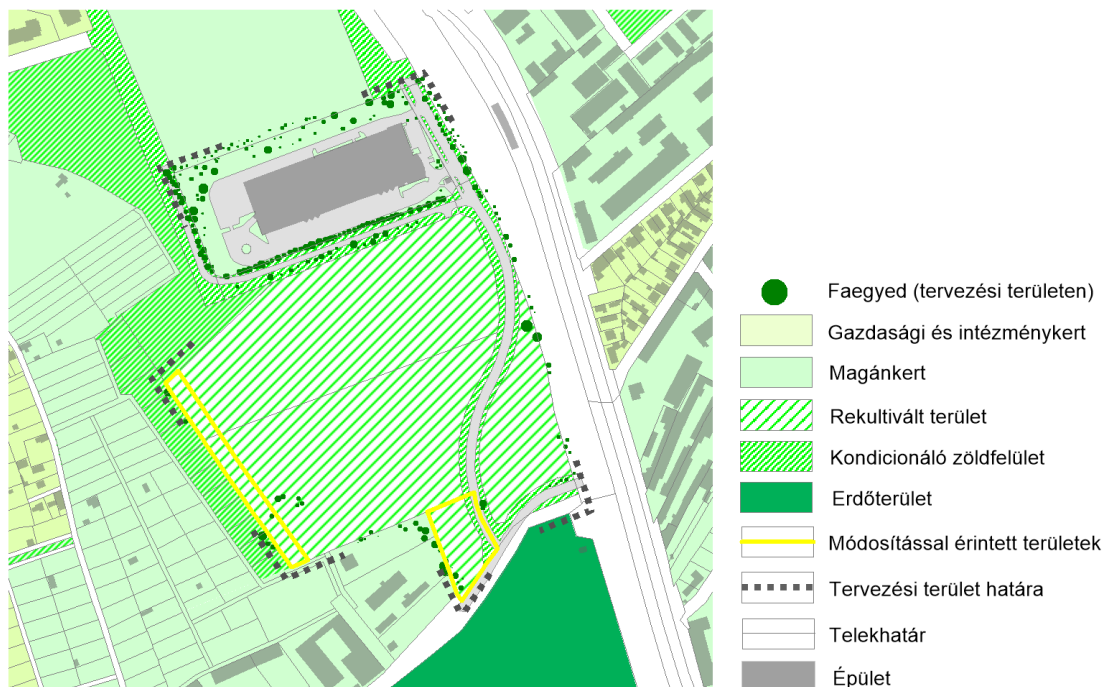 Faegyed (tervezési területen)
Gazdasági és intézménykert
Magánkert
Rekultivált terület
Kondicionáló zöldfelület
Erdőterület
Módosítással érintett területek
Tervezési terület határa
Telekhatár
Épület